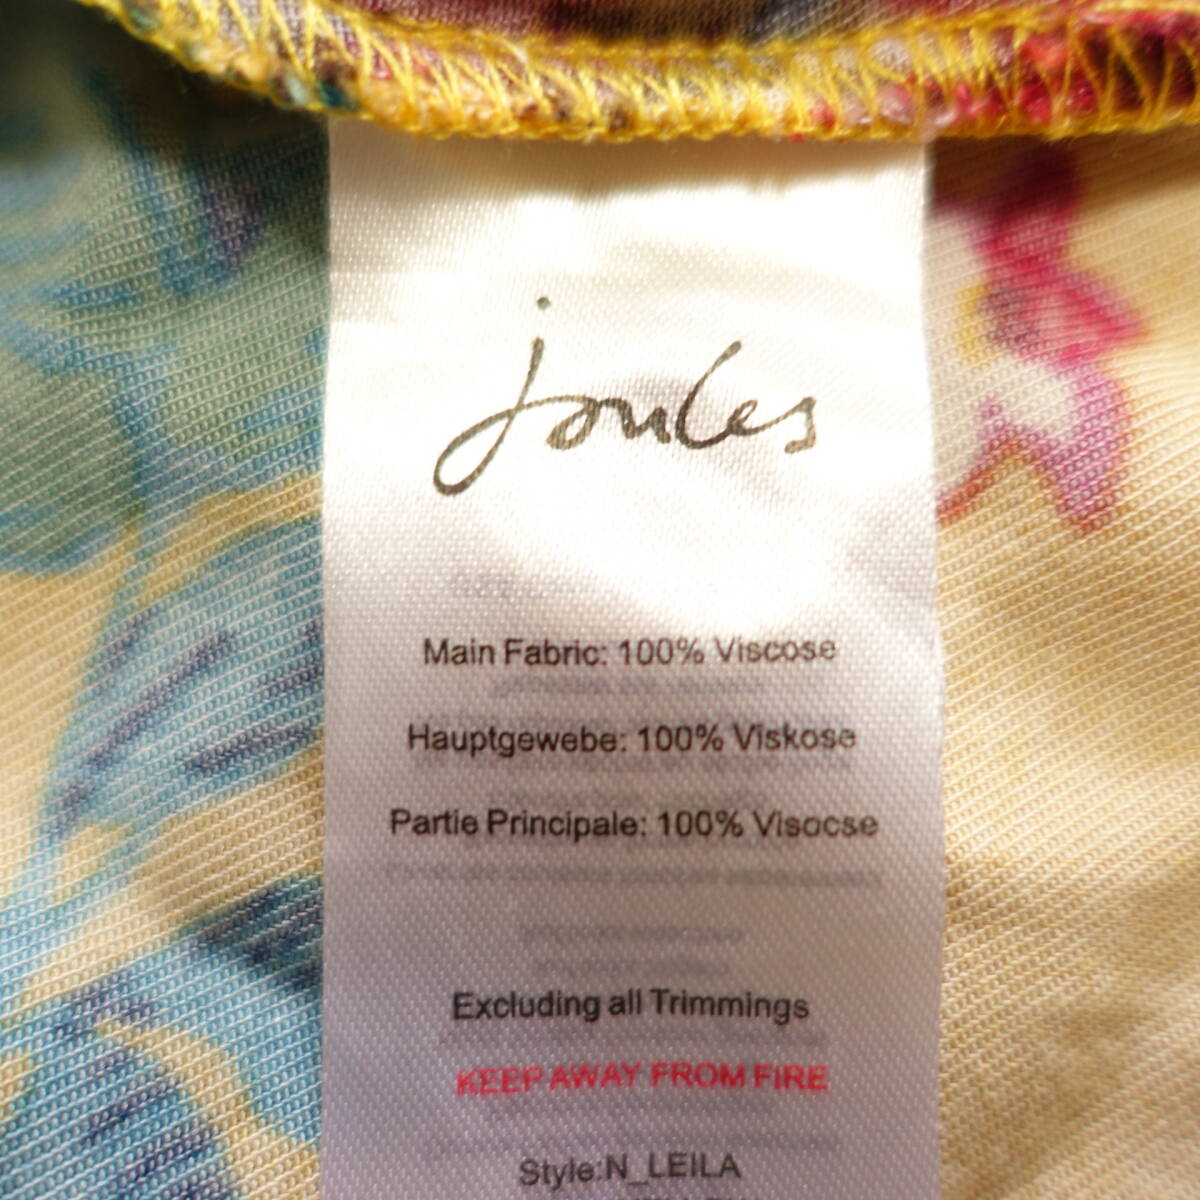 joules
Main Fabric: 100% Viscose
Hauptgewebe: 100% Viskose
Partie Principale: 100% Visocse
Excluding all Trimmings
KEEP AWAY FROM FIRE
Style:N_LEILA